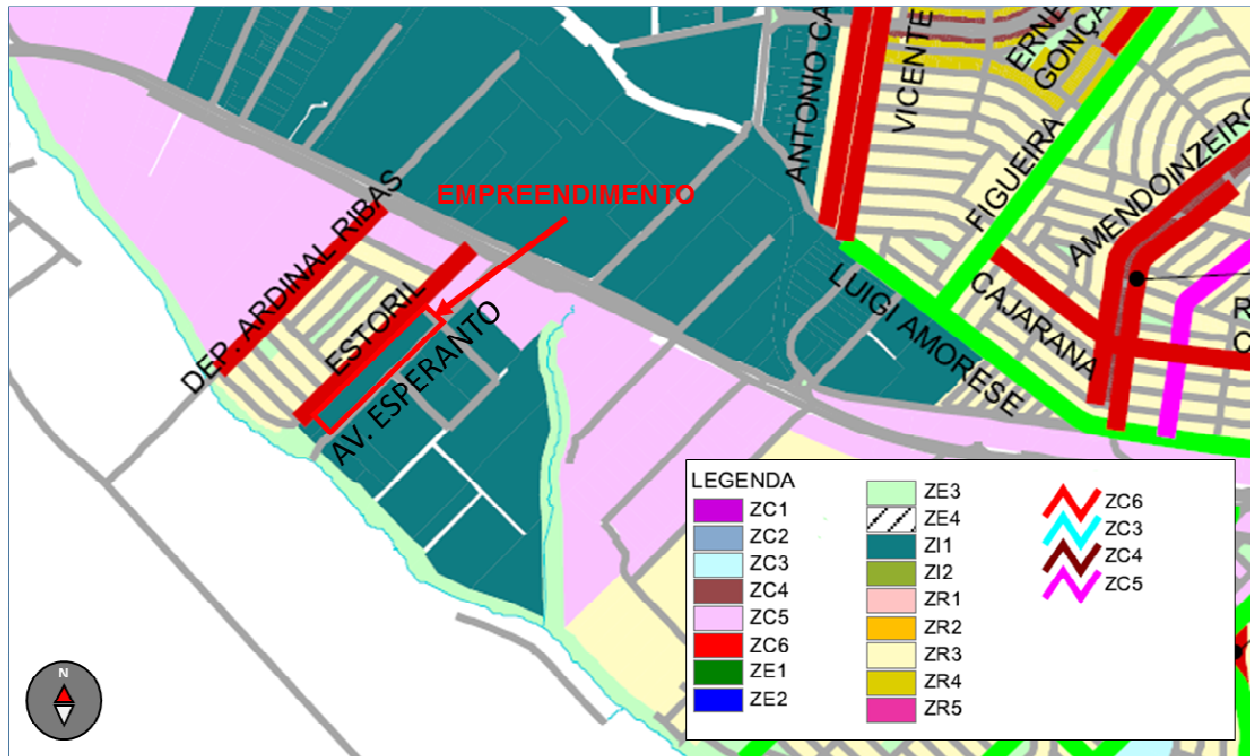 ANTONIO CA
VICENTE
ERNE
GONÇA
FIGUEIRA
AMENDOINZEIRO
DEP. ARDINAL RIBAS
EMPREENDIMENTO
ESTORIL
AV. ESPERANTO
LUIGI AMORESE
CAJARANA
R
C
LEGENDA
ZC1
ZC2
ZC3
ZC4
ZC5
ZC6
ZE1
ZE2
ZE3
ZE4
ZI1
ZI2
ZR1
ZR2
ZR3
ZR4
ZR5
ZC6
ZC3
ZC4
ZC5
N